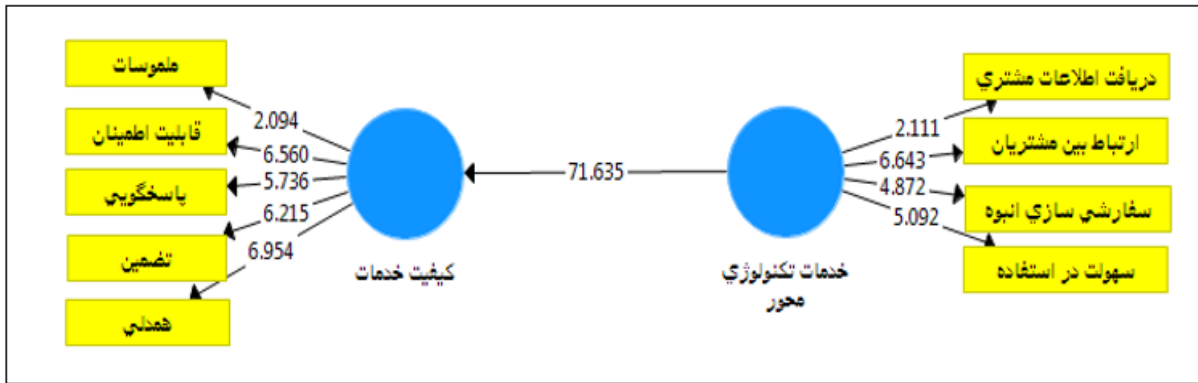 ملموسات
2.094
قابليت اطمينان
6.560
پاسخگويي
5.736
تضمين
6.215
همدلي
6.954
كيفيت خدمات
71.635
خدمات تكنولوژي
محور
دريافت اطلاعات مشتري
2.111
ارتباط بين مشتريان
6.643
سفارشي سازي انبوه
4.872
سهولت در استفاده
5.092